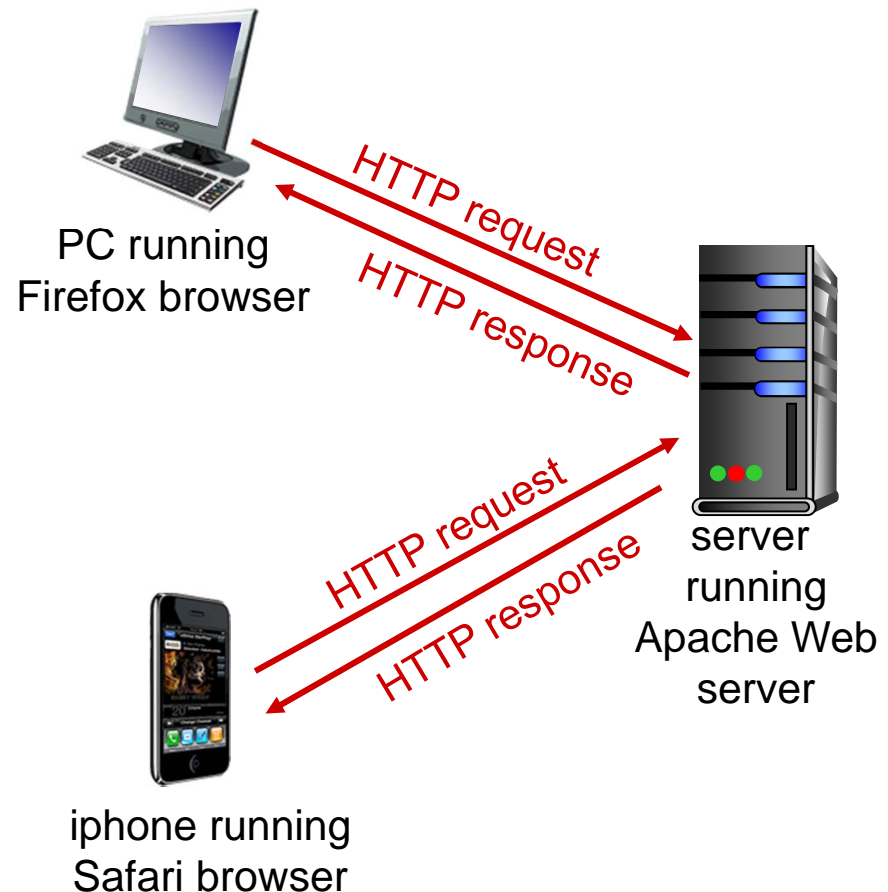 HTTP request
HTTP response
PC running
Firefox browser
HTTP request
HTTP response
server
running
Apache Web
server
iphone running
Safari browser